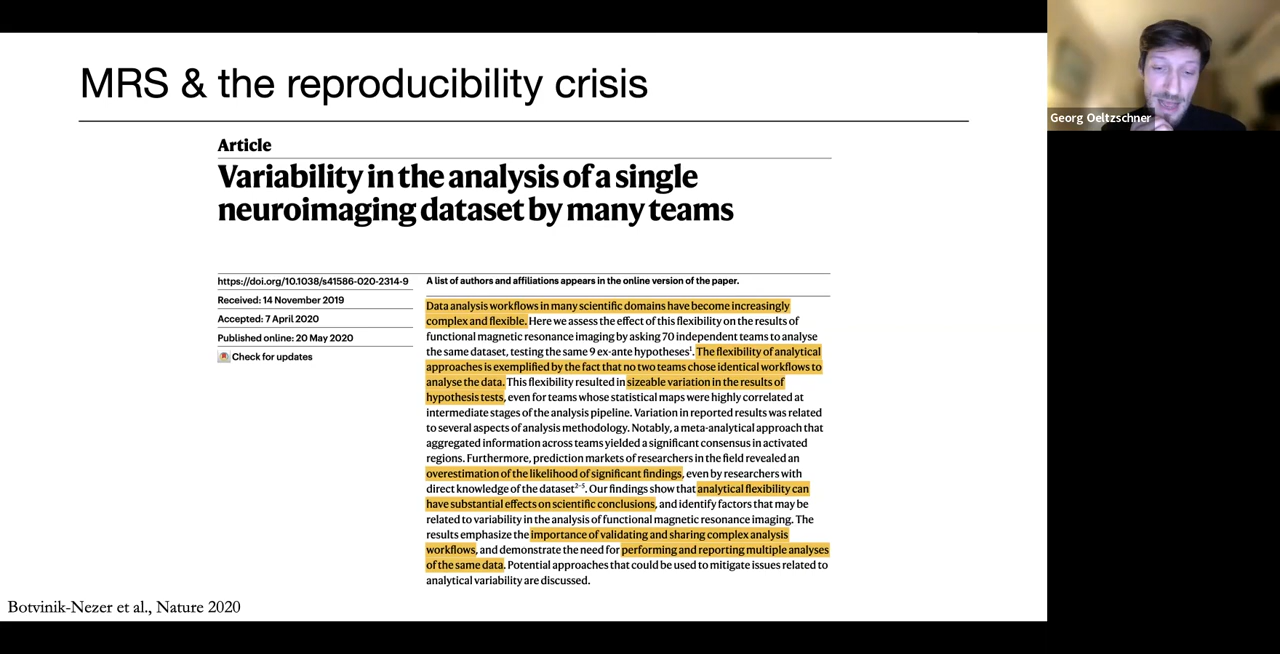 MRS & the reproducibility crisis
Georg Oeltzschner
Article
Variability in the analysis of a single
neuroimaging dataset by many teams
https://doi.org/10.1038/s41586-020-2314-9
Received: 14 November 2019
Accepted: 7 April 2020
Published online: 20 May 2020
Check for updates
A list of authors and affiliations appears in the online version of the paper.
Data analysis workflows in many scientific domains have become increasingly
complex and flexible. Here we assess the effect of this flexibility on the results of
functional magnetic resonance imaging by asking 70 independent teams to analyse
the same dataset, testing the same 9 ex-ante hypotheses1. The flexibility of analytical
approaches is exemplified by the fact that no two teams chose identical workflows to
analyse the data. This flexibility resulted in sizeable variation in the results of
hypothesis tests, even for teams whose statistical maps were highly correlated at
intermediate stages of the analysis pipeline. Variation in reported results was related
to several aspects of analysis methodology. Notably, a meta-analytical approach that
aggregated information across teams yielded a significant consensus in activated
regions. Furthermore, prediction markets of researchers in the field revealed an
overestimation of the likelihood of significant findings, even by researchers with
direct knowledge of the dataset2–5. Our findings show that analytical flexibility can
have substantial effects on scientific conclusions, and identify factors that may be
related to variability in the analysis of functional magnetic resonance imaging. The
results emphasize the importance of validating and sharing complex analysis
workflows, and demonstrate the need for performing and reporting multiple analyses
of the same data. Potential approaches that could be used to mitigate issues related to
analytical variability are discussed.
Botvinik-Nezer et al., Nature 2020